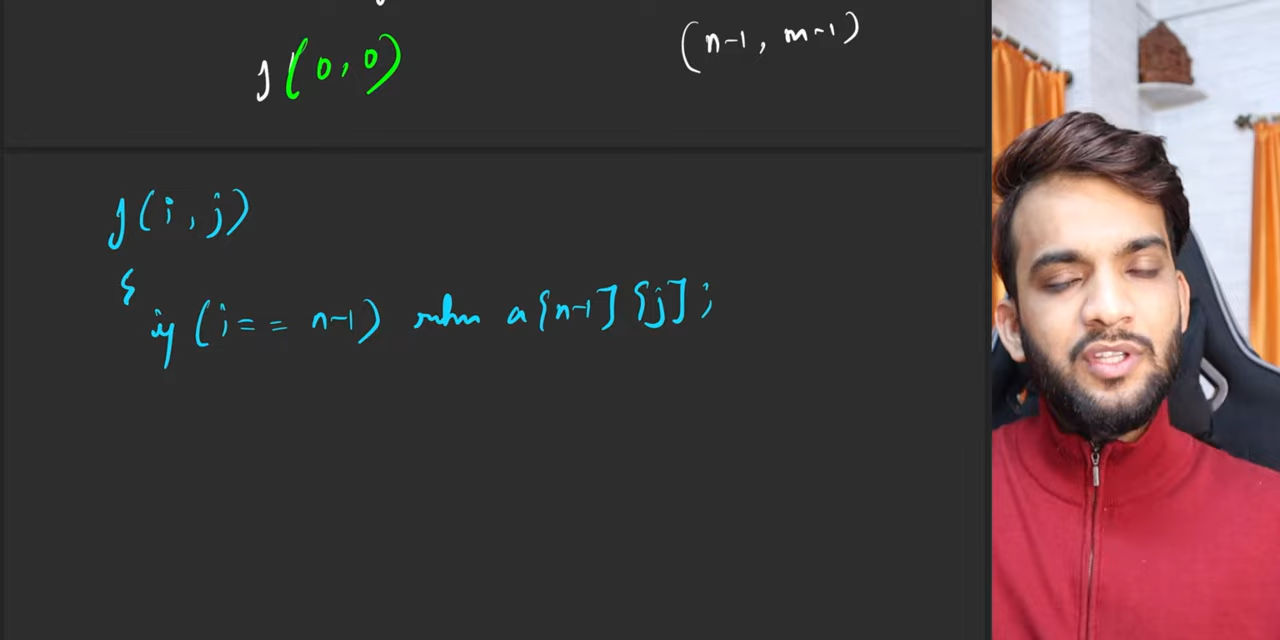 f(0,0)
(n-1, m-1)
f(i,j)
{
if (i == n-1) return a[n-1][j];